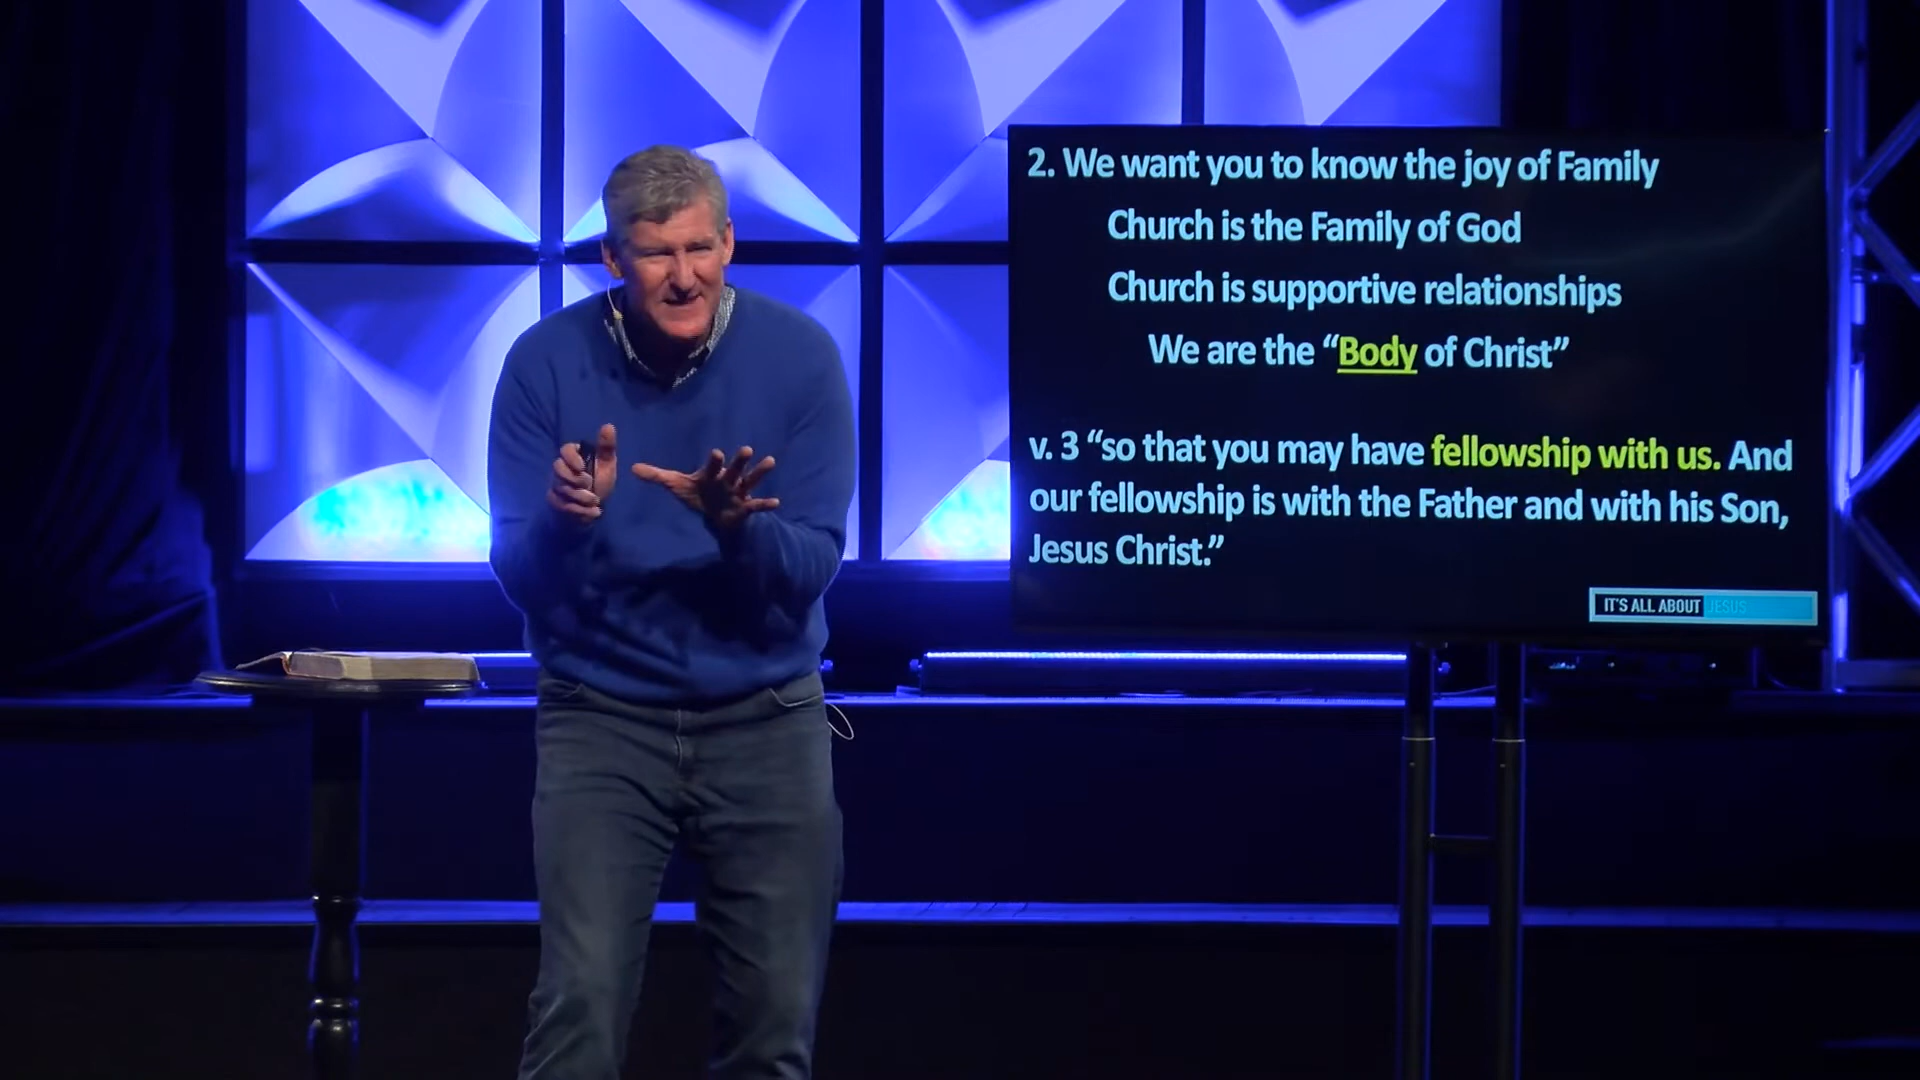 2. We want you to know the joy of Family
Church is the Family of God
Church is supportive relationships
We are the “Body of Christ”
v. 3 “so that you may have fellowship with us. And
our fellowship is with the Father and with his Son,
Jesus Christ.”
IT'S ALL ABOUT JESUS